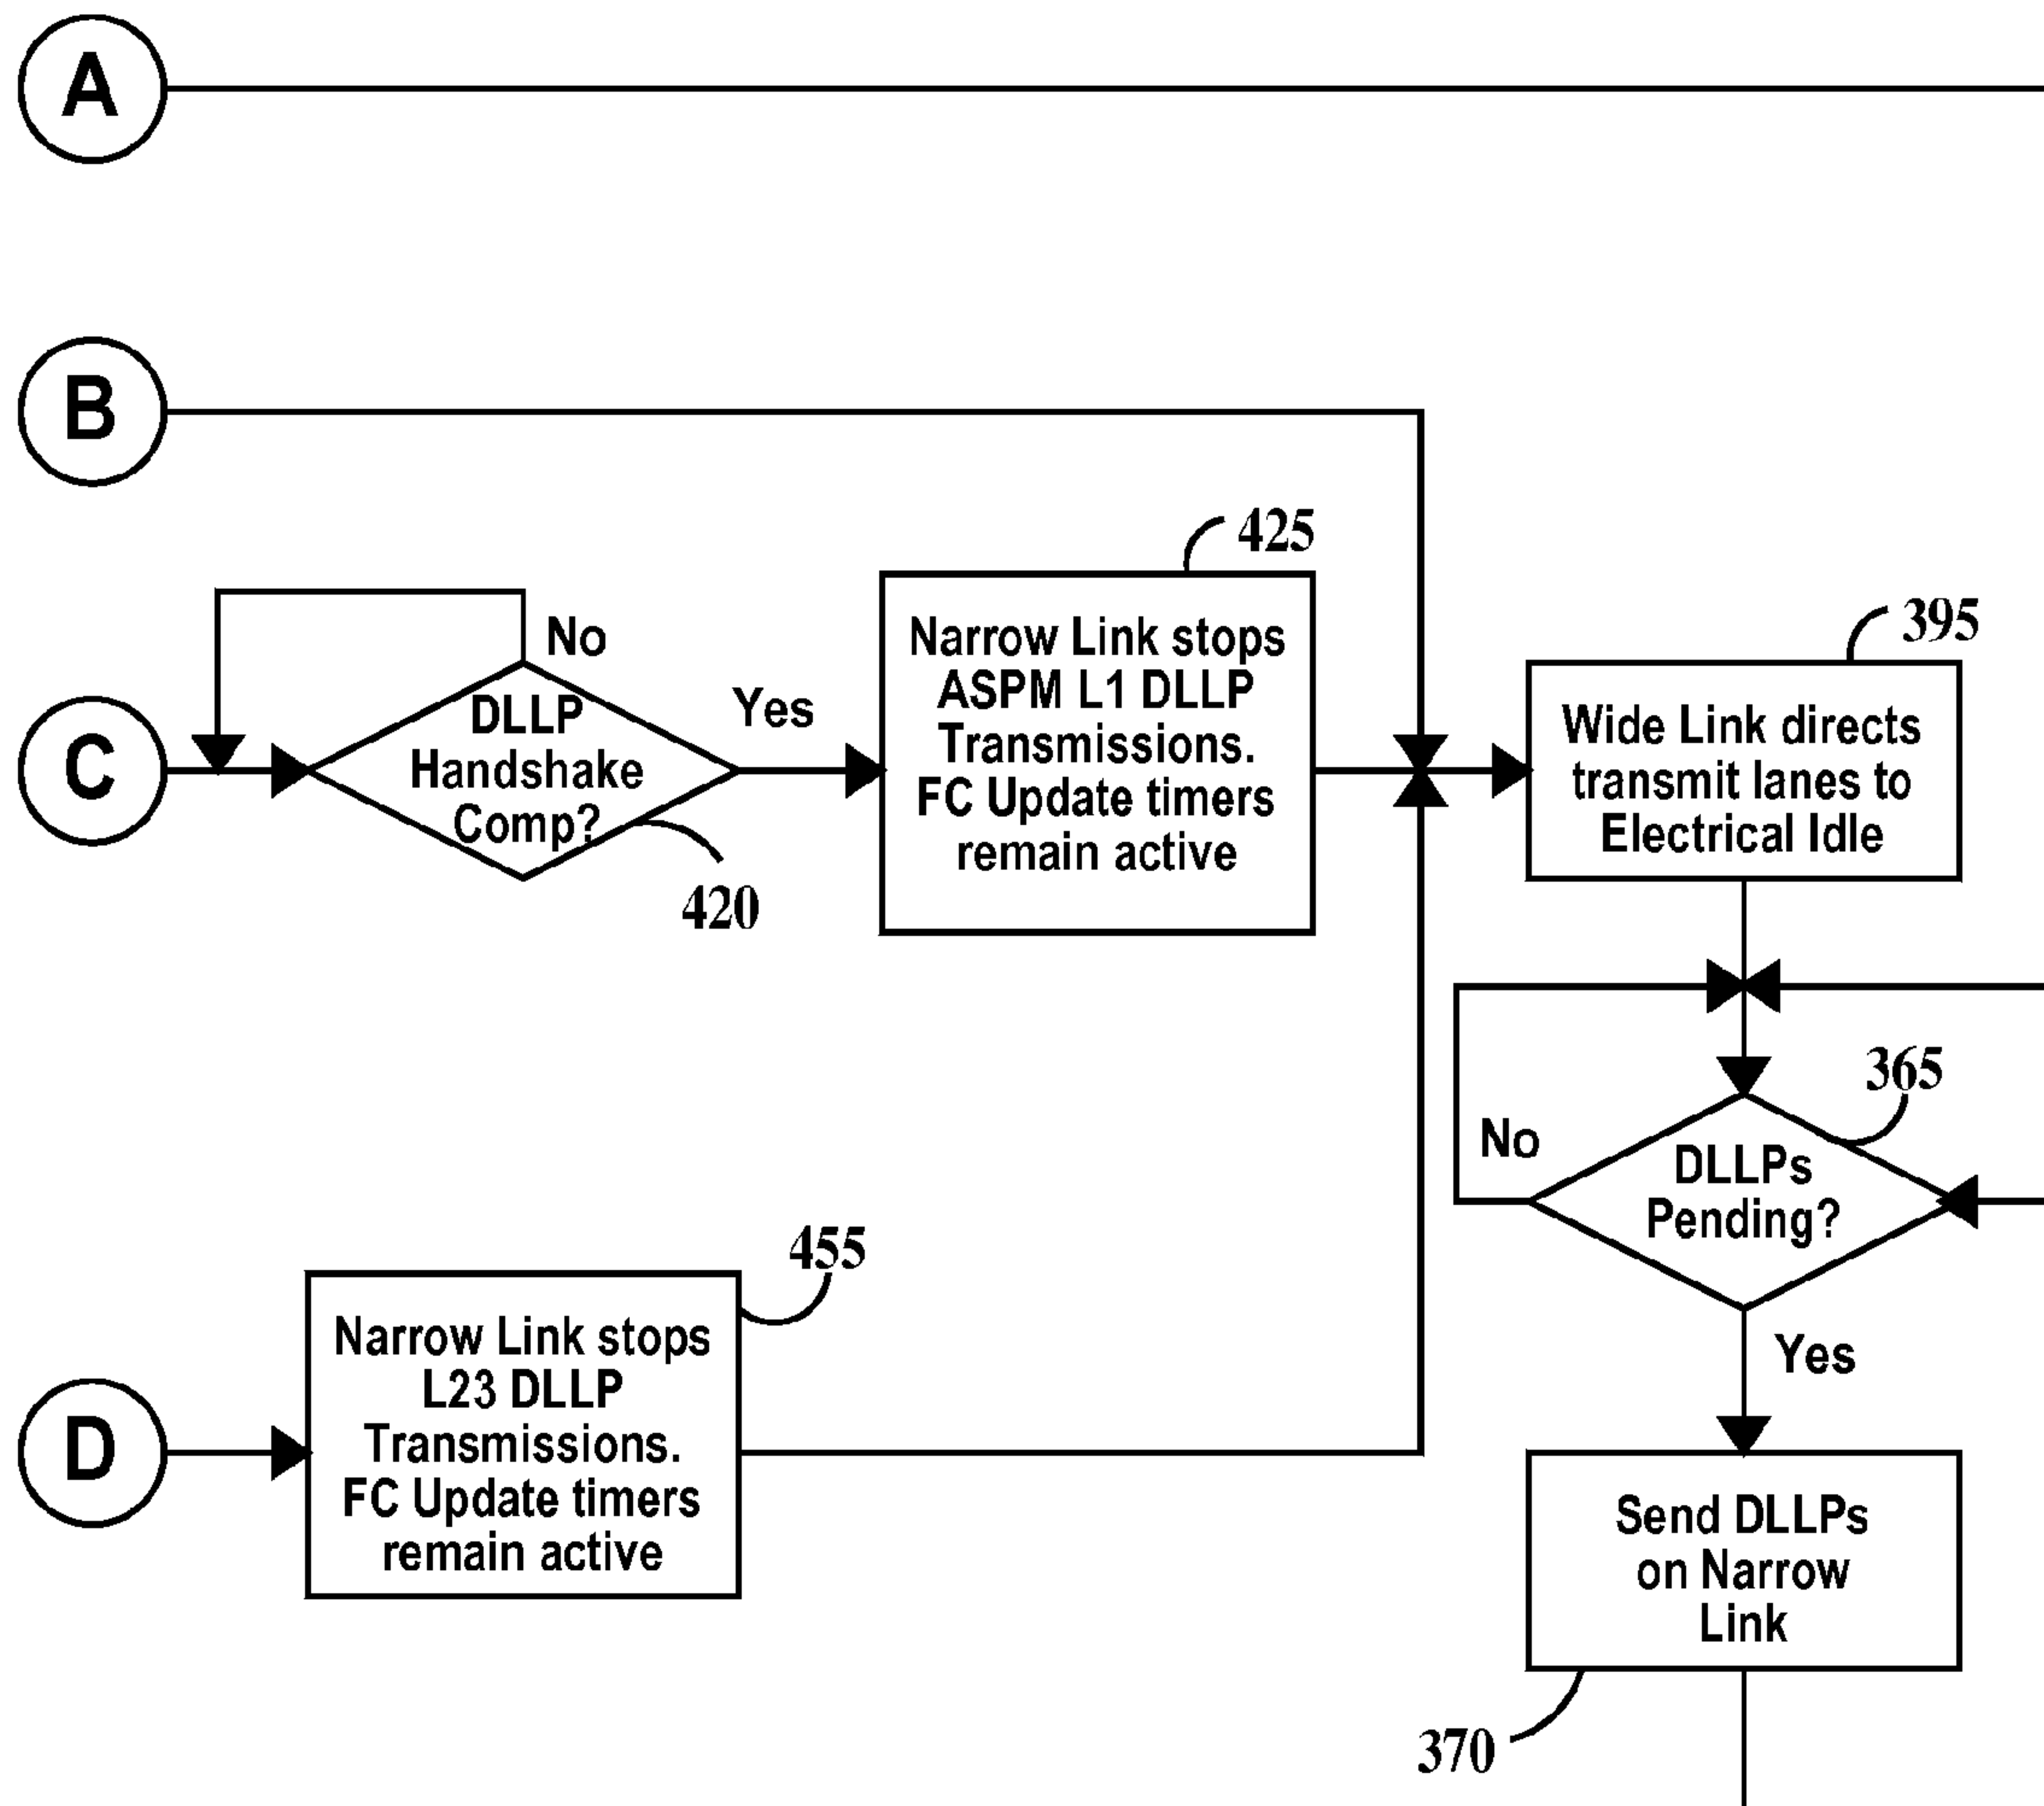 A
B
425
Narrow Link stops
ASPM L1 DLLP
Transmissions.
FC Update timers
remain active
395
Wide Link directs
transmit lanes to
Electrical Idle
No
Yes
C
DLLP
Handshake
Comp?
420
365
No
DLLPs
Pending?
Yes
455
Narrow Link stops
L23 DLLP
Transmissions.
FC Update timers
remain active
D
Send DLLPs
on Narrow
Link
370